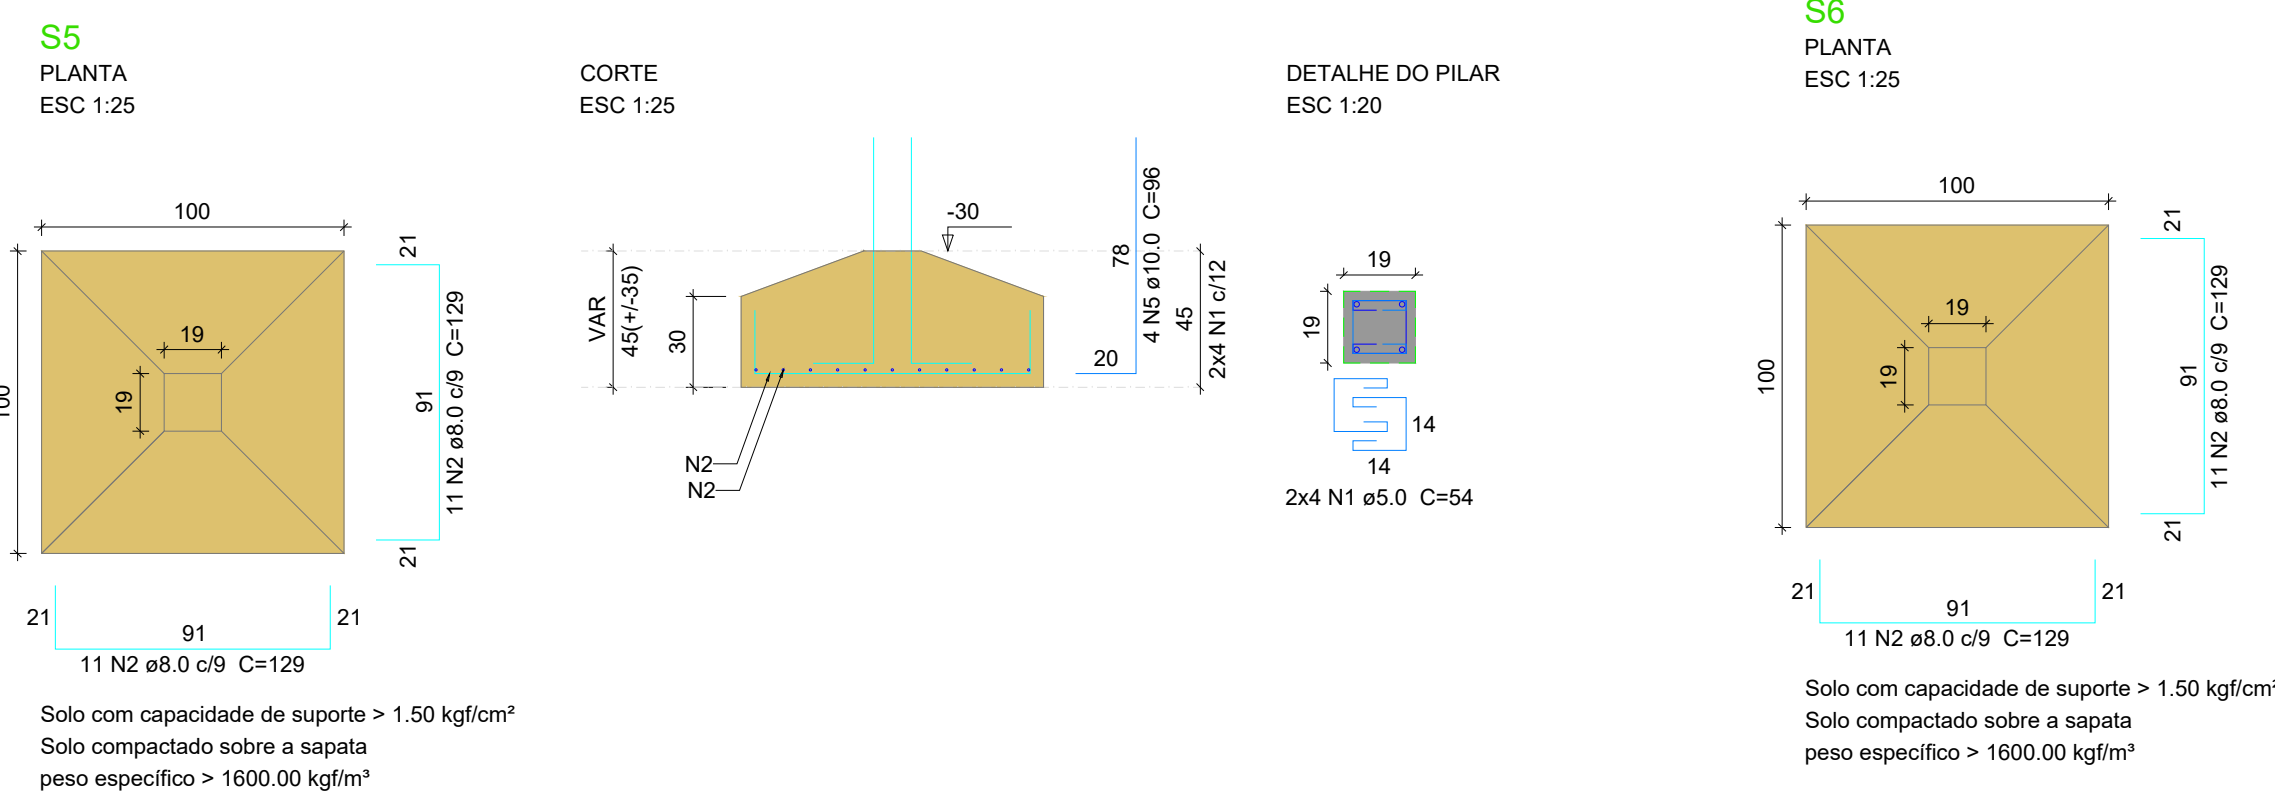 S5
PLANTA
ESC 1:25
100
100
19
19
21
91
21
11 N2 ø8.0 c/9 C=129
21
91
21
11 N2 ø8.0 c/9 C=129
Solo com capacidade de suporte > 1.50 kgf/cm²
Solo compactado sobre a sapata
peso específico > 1600.00 kgf/m³
CORTE
ESC 1:25
-30
VAR
45(+/-35)
30
N2
N2
78
20
4 N5 ø10.0 C=96
45
2x4 N1 c/12
DETALHE DO PILAR
ESC 1:20
19
19
14
14
2x4 N1 ø5.0 C=54
S6
PLANTA
ESC 1:25
100
100
19
19
21
91
21
11 N2 ø8.0 c/9 C=129
21
91
21
11 N2 ø8.0 c/9 C=129
Solo com capacidade de suporte > 1.50 kgf/cm²
Solo compactado sobre a sapata
peso específico > 1600.00 kgf/m³